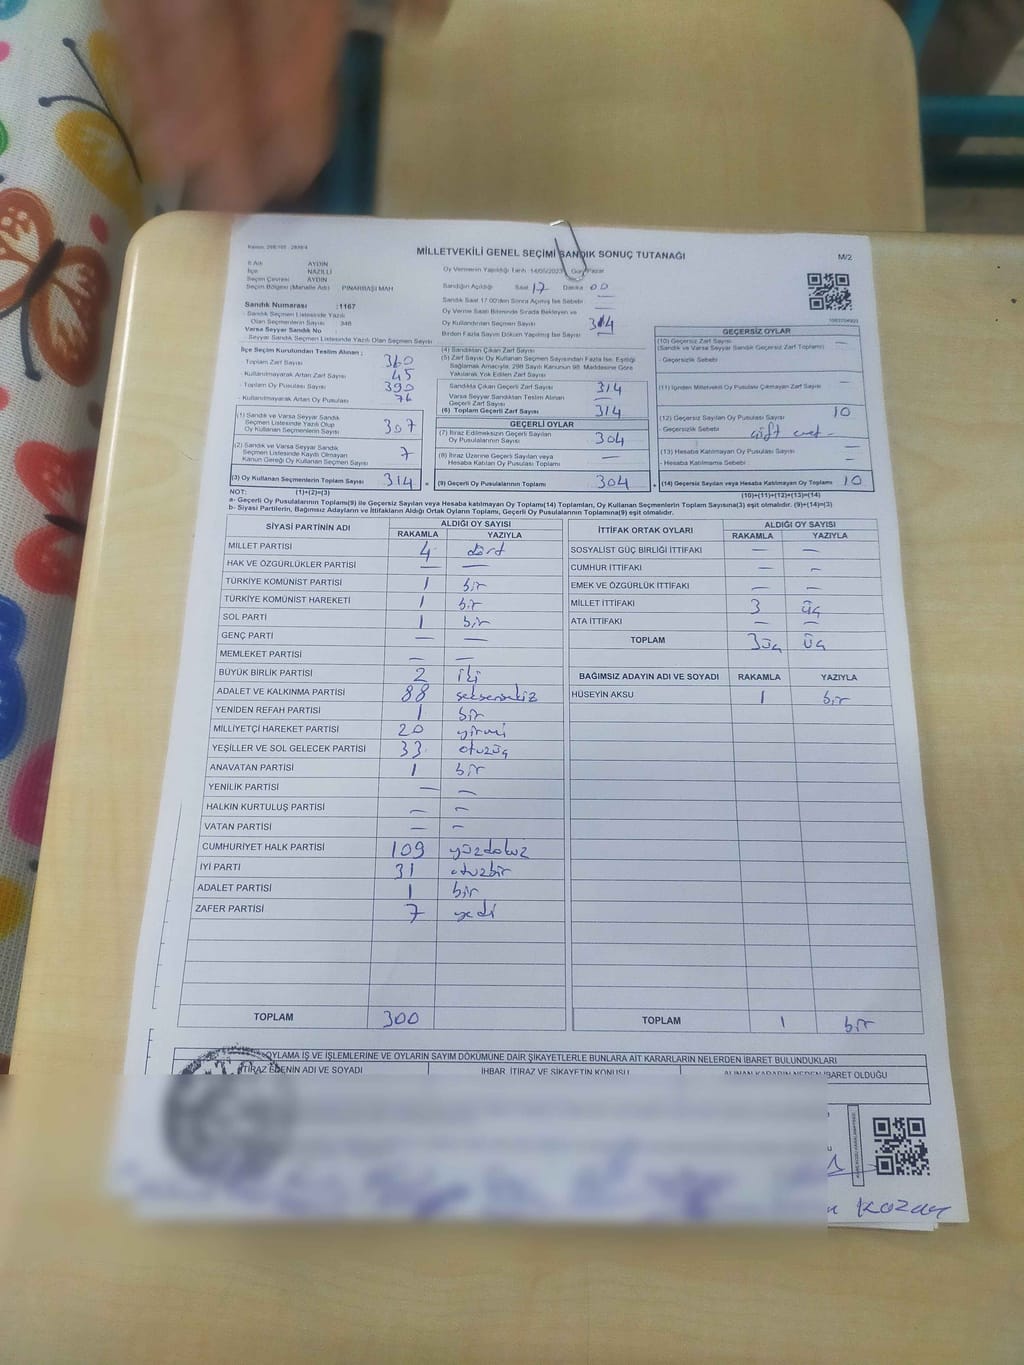 MİLLETVEKİLİ GENEL SEÇİMİ SANDIK SONUÇ TUTANAĞI
M/2
İl Adı AYDIN
İlçe NAZİLLİ
Seçim Çevresi AYDIN
Seçim Bölgesi (Mahalle Adı) PINARBAŞI MAH
Oy Vermenin Yapıldığı Tarih: 14/05/2023 Gün: Pazar
Sandığın Açıldığı Saat 17 Dakika 00
Sandık Saat 17:00'den Sonra Açılmış İse Sebebi: —
Oy Verme Saati Bitiminde Sırada Bekleyen ve
Oy Kullandırılan Seçmen Sayısı 314
Birden Fazla Sayım Döküm Yapılmış İse Sayısı
Sandık Numarası :1167
Sandık Seçmen Listesinde Yazılı
Olan Seçmenlerin Sayısı 346
Varsa Seyyar Sandık No
Seyyar Sandık Seçmen Listesinde Yazılı Olan Seçmen Sayısı
İlçe Seçim Kurulundan Teslim Alınan ;
- Toplam Zarf Sayısı 360
- Kullanılmayarak Artan Zarf Sayısı 45
- Toplam Oy Pusulası Sayısı 390
- Kullanılmayarak Artan Oy Pusulası 76
(1) Sandık ve Varsa Seyyar Sandık
Seçmen Listesinde Yazılı Olup
Oy Kullanan Seçmenlerin Sayısı 307
(2) Sandık ve Varsa Seyyar Sandık
Seçmen Listesinde Kaydı Olmayan
Kanun Gereği Oy Kullanan Seçmen Sayısı 7
(3) Oy Kullanan Seçmenlerin Toplam Sayısı 314
(1)+(2)=(3)
(4) Sandıktan Çıkan Zarf Sayısı
(5) Zarf Sayısı Oy Kullanan Seçmen Sayısından Fazla İse, Eşitliği
Sağlamak Amacıyla, 298 Sayılı Kanunun 98. Maddesine Göre
Yakılarak Yok Edilen Zarf Sayısı
Sandıkta Çıkan Geçerli Zarf Sayısı 314
Varsa Seyyar Sandıktan Teslim Alınan
Geçerli Zarf Sayısı —
(6) Toplam Geçerli Zarf Sayısı 314
GEÇERLİ OYLAR
(7) İtiraz Edilmeksizin Geçerli Sayılan
Oy Pusulalarının Sayısı 304
(8) İtiraz Üzerine Geçerli Sayılan veya
Hesaba Katılan Oy Pusulası Toplamı —
(9) Geçerli Oy Pusulalarının Toplamı 304
GEÇERSİZ OYLAR
(10) Geçersiz Zarf Sayısı —
(Sandık ve Varsa Seyyar Sandık Geçersiz Zarf Toplamı)
- Geçersizlik Sebebi
(11) İçinden Milletvekili Oy Pusulası Çıkmayan Zarf Sayısı —
(12) Geçersiz Sayılan Oy Pusulası Sayısı 10
- Geçersizlik Sebebi
(13) Hesaba Katılmayan Oy Pusulası Sayısı —
- Hesaba Katılmama Sebebi —
(14) Geçersiz Sayılan veya Hesaba Katılmayan Oy Toplamı 10
(10)+(11)+(12)+(13)=(14)
NOT:
a- Geçerli Oy Pusulalarının Toplamı(9) ile Geçersiz Sayılan veya Hesaba katılmayan Oy Toplamı(14) Toplamları, Oy Kullanan Seçmenlerin Toplam Sayısına(3) eşit olmalıdır. (9)+(14)=(3)
b- Siyasi Partilerin, Bağımsız Adayların ve İttifakların Aldığı Ortak Oyların Toplamı, Geçerli Oy Pusulalarının Toplamına(9) eşit olmalıdır.
SİYASİ PARTİNİN ADI ALDIĞI OY SAYISI
RAKAMLA YAZIYLA
MİLLET PARTİSİ 4 dört
HAK VE ÖZGÜRLÜKLER PARTİSİ — —
TÜRKİYE KOMÜNİST PARTİSİ 1 bir
TÜRKİYE KOMÜNİST HAREKETİ 1 bir
SOL PARTİ 1 bir
GENÇ PARTİ — —
MEMLEKET PARTİSİ — —
BÜYÜK BİRLİK PARTİSİ 2 iki
ADALET VE KALKINMA PARTİSİ 88 seksensekiz
YENİDEN REFAH PARTİSİ 1 bir
MİLLİYETÇİ HAREKET PARTİSİ 20 yirmi
YEŞİLLER VE SOL GELECEK PARTİSİ 33 otuzüç
ANAVATAN PARTİSİ 1 bir
YENİLİK PARTİSİ — —
HALKIN KURTULUŞ PARTİSİ — —
VATAN PARTİSİ — —
CUMHURİYET HALK PARTİSİ 109 yüzdokuz
İYİ PARTİ 31 otuzbir
ADALET PARTİSİ 1 bir
ZAFER PARTİSİ 7 yedi
TOPLAM 300
İTTİFAK ORTAK OYLARI ALDIĞI OY SAYISI
RAKAMLA YAZIYLA
SOSYALİST GÜÇ BİRLİĞİ İTTİFAKI — —
CUMHUR İTTİFAKI — —
EMEK VE ÖZGÜRLÜK İTTİFAKI — —
MİLLET İTTİFAKI 3 üç
ATA İTTİFAKI — —
TOPLAM 3üç üç
BAĞIMSIZ ADAYIN ADI VE SOYADI RAKAMLA YAZIYLA
HÜSEYİN AKSU 1 bir
TOPLAM 1 bir
OYLAMA İŞ VE İŞLEMLERİNE VE OYLARIN SAYIM DÖKÜMÜNE DAİR ŞİKAYETLERLE BUNLARA AİT KARARLARIN NELERDEN İBARET BULUNDUKLARI
İTİRAZ EDENİN ADI VE SOYADI İHBAR, İTİRAZ VE ŞİKAYETİN KONUSU ALINAN KARARIN NEDEN İBARET OLDUĞU